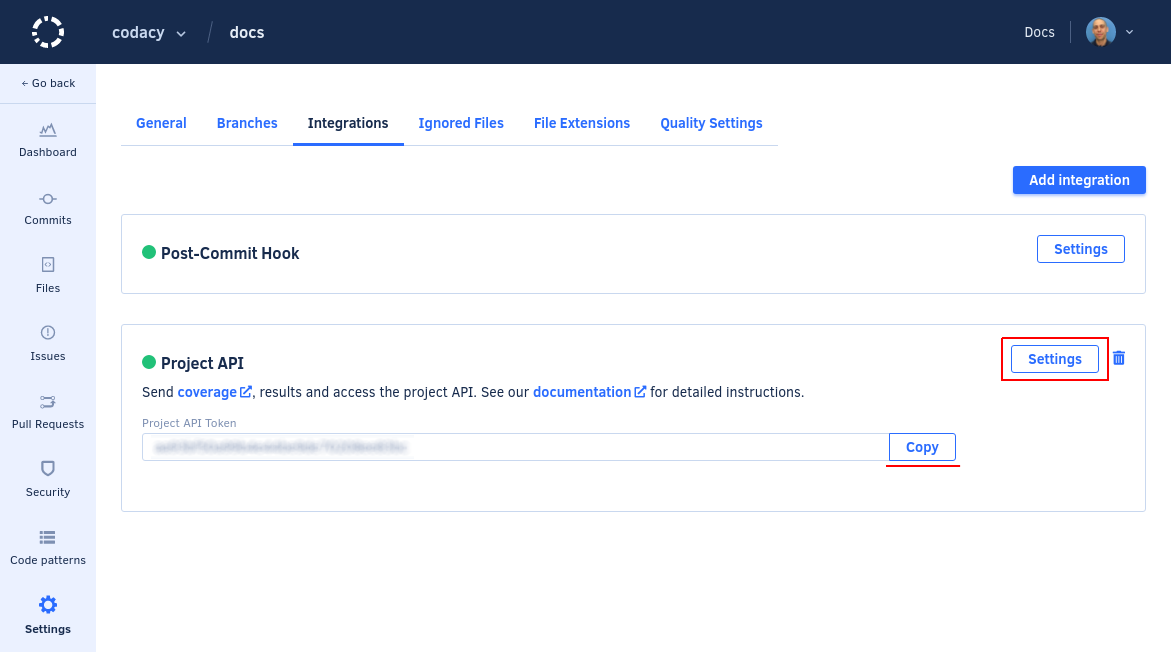 codacy / docs
Docs
← Go back
Dashboard
Commits
Files
Issues
Pull Requests
Security
Code patterns
Settings
General Branches Integrations Ignored Files File Extensions Quality Settings
Add integration
Post-Commit Hook
Settings
Project API
Settings
Send coverage, results and access the project API. See our documentation for detailed instructions.
Project API Token
Copy